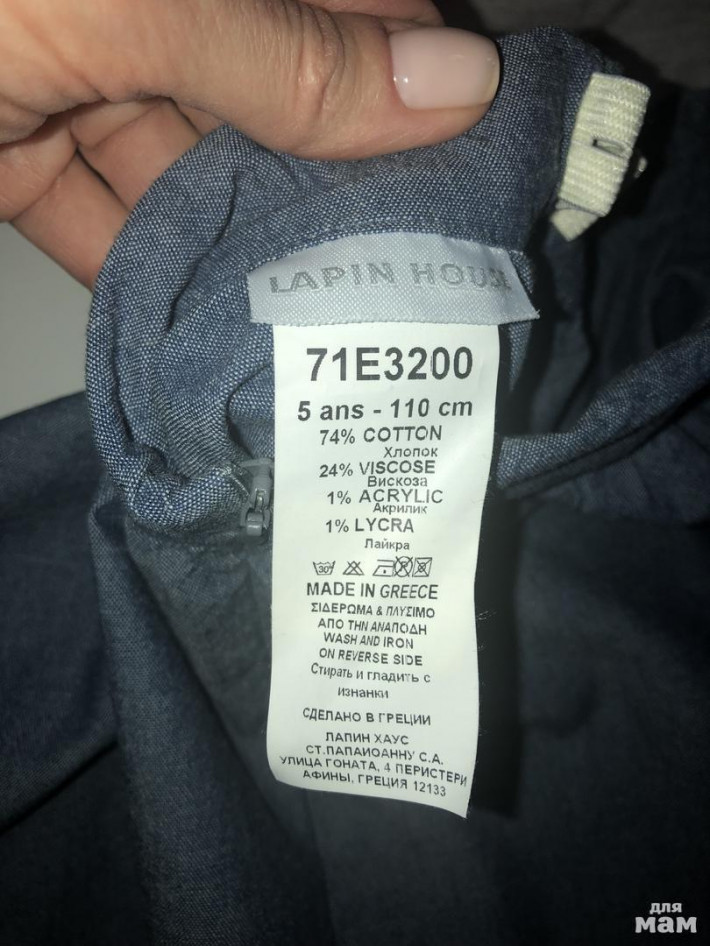 LAPIN HOUSE
71E3200
5 ans - 110 cm
74% COTTON
Хлопок
24% VISCOSE
Вискоза
1% ACRYLIC
Акрилик
1% LYCRA
Лайкра
30°
MADE IN GREECE
ΣΙΔΕΡΩΜΑ & ΠΛΥΣΙΜΟ
ΑΠΟ ΤΗΝ ΑΝΑΠΟΔΗ
WASH AND IRON
ON REVERSE SIDE
Стирать и гладить с
изнанки
СДЕЛАНО В ГРЕЦИИ
ЛАПИН ХАУС
СТ.ПАПАИОАННУ С.А.
УЛИЦА ГОНАТА, 4 ПЕРИСТЕРИ
АФИНЫ, ГРЕЦИЯ 12133
для
мам